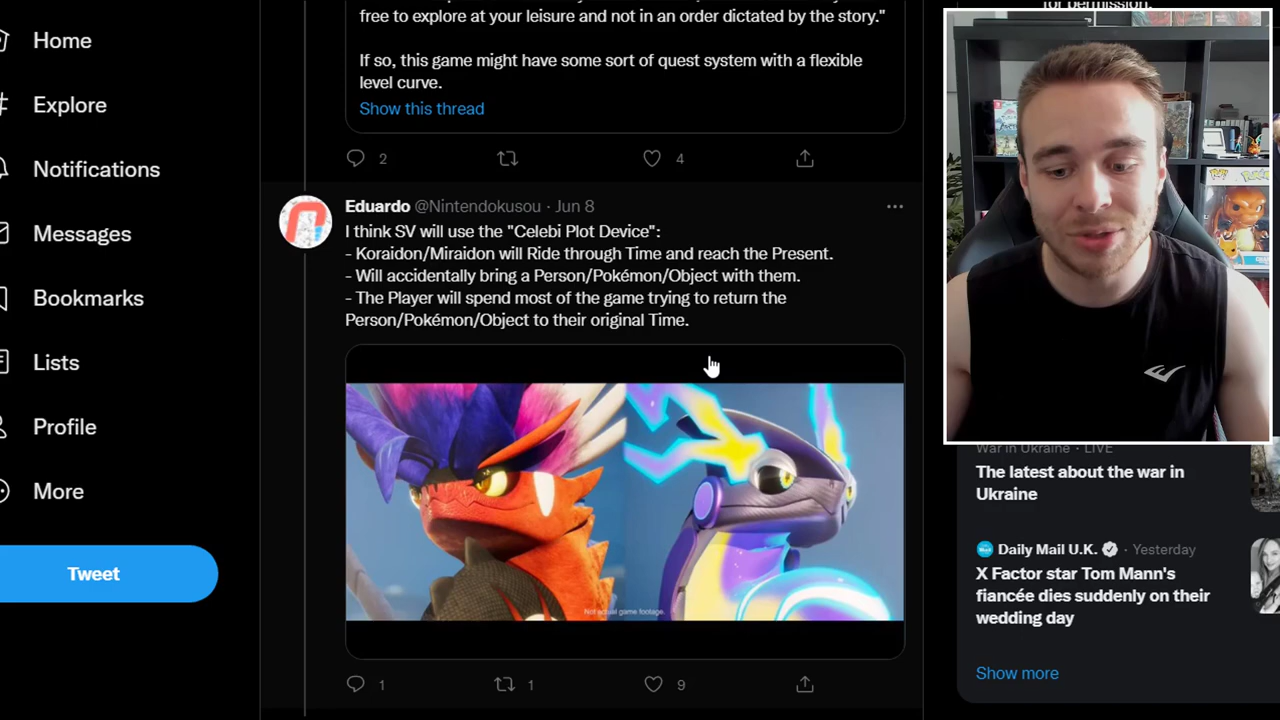 free to explore at your leisure and not in an order dictated by the story."
If so, this game might have some sort of quest system with a flexible
level curve.
Show this thread
2
4
Home
Explore
Notifications
Messages
Bookmarks
Lists
Profile
More
Tweet
Eduardo @Nintendokusou · Jun 8
I think SV will use the "Celebi Plot Device":
- Koraidon/Miraidon will Ride through Time and reach the Present.
- Will accidentally bring a Person/Pokémon/Object with them.
- The Player will spend most of the game trying to return the
Person/Pokémon/Object to their original Time.
Not actual game footage.
1
1
9
for permission.
War in Ukraine · LIVE
The latest about the war in
Ukraine
Daily Mail U.K. · Yesterday
X Factor star Tom Mann's
fiancée dies suddenly on their
wedding day
Show more